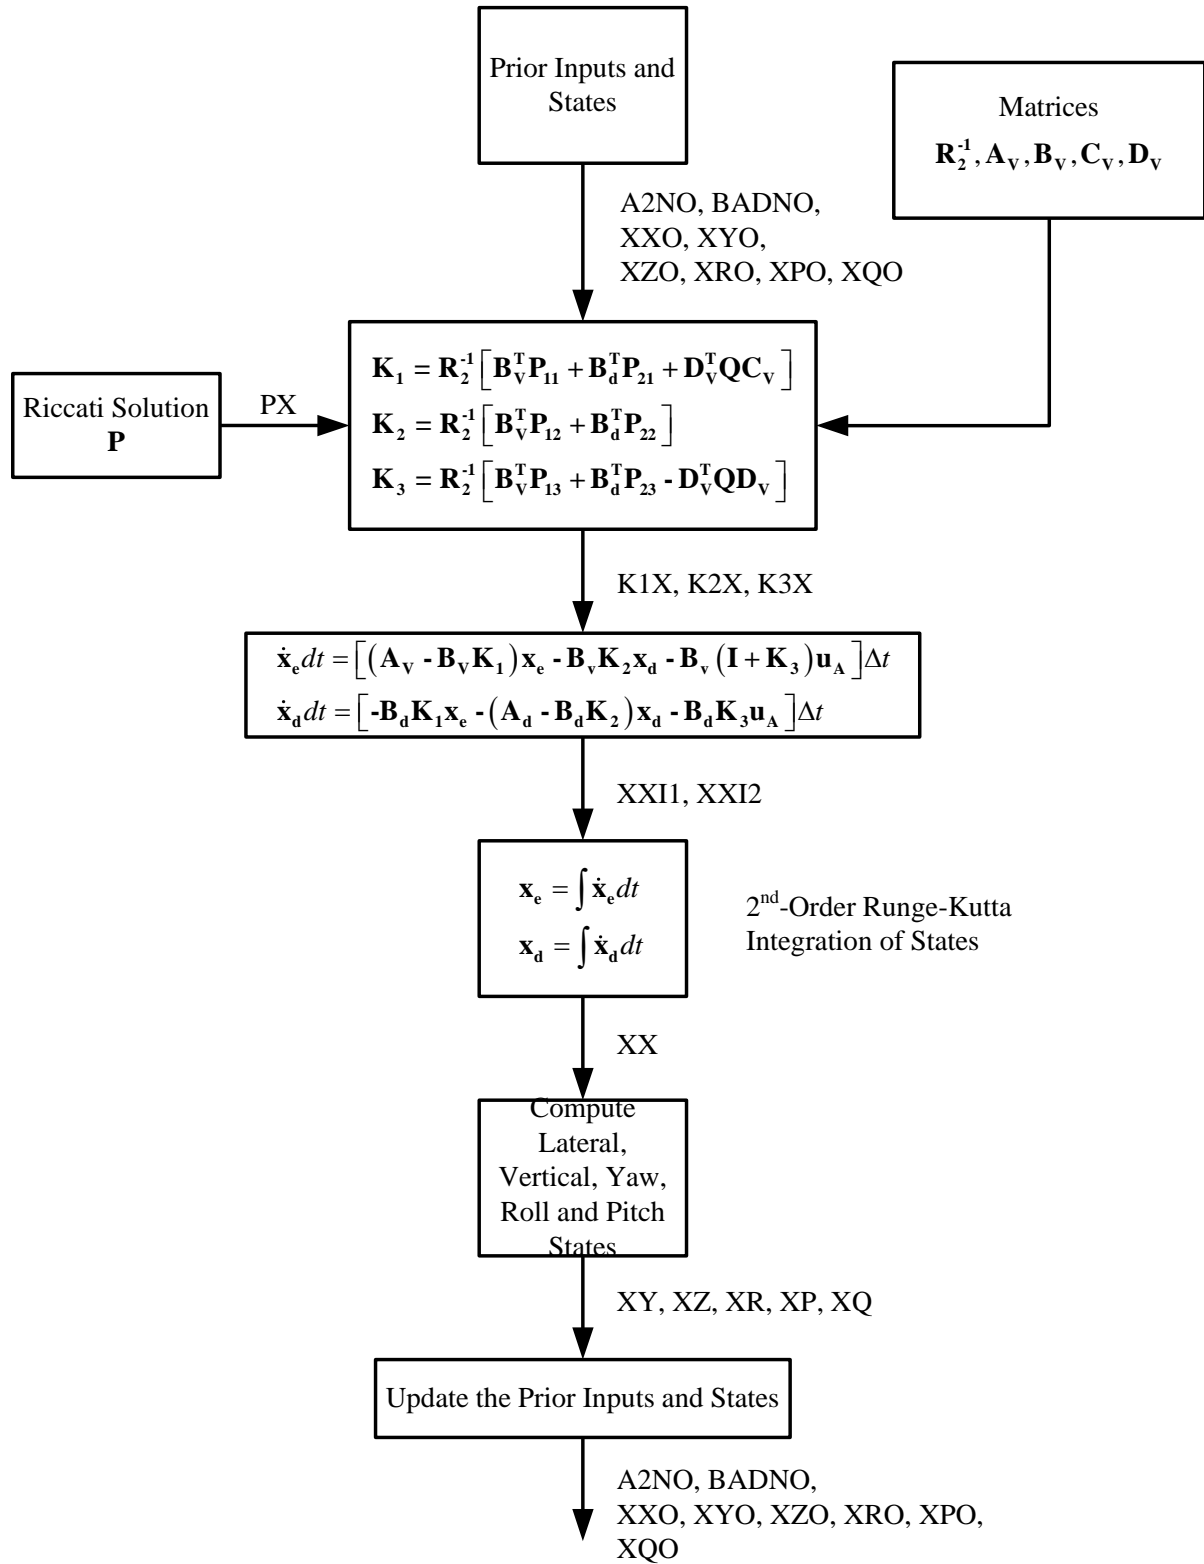 Prior Inputs and
States
Matrices
R₂⁻¹, A_V, B_V, C_V, D_V
A2NO, BADNO,
XXO, XYO,
XZO, XRO, XPO, XQO
Riccati Solution
P
PX
K₁ = R₂⁻¹[B_V^T P₁₁ + B_d^T P₂₁ + D_V^T QC_V]
K₂ = R₂⁻¹[B_V^T P₁₂ + B_d^T P₂₂]
K₃ = R₂⁻¹[B_V^T P₁₃ + B_d^T P₂₃ - D_V^T QD_V]
K1X, K2X, K3X
ẋ_e dt = [(A_V - B_V K₁) x_e - B_v K₂ x_d - B_v (I + K₃) u_A] Δt
ẋ_d dt = [-B_d K₁ x_e - (A_d - B_d K₂) x_d - B_d K₃ u_A] Δt
XXI1, XXI2
x_e = ∫ ẋ_e dt
x_d = ∫ ẋ_d dt
2nd-Order Runge-Kutta
Integration of States
XX
Compute
Lateral,
Vertical, Yaw,
Roll and Pitch
States
XY, XZ, XR, XP, XQ
Update the Prior Inputs and States
A2NO, BADNO,
XXO, XYO, XZO, XRO, XPO,
XQO